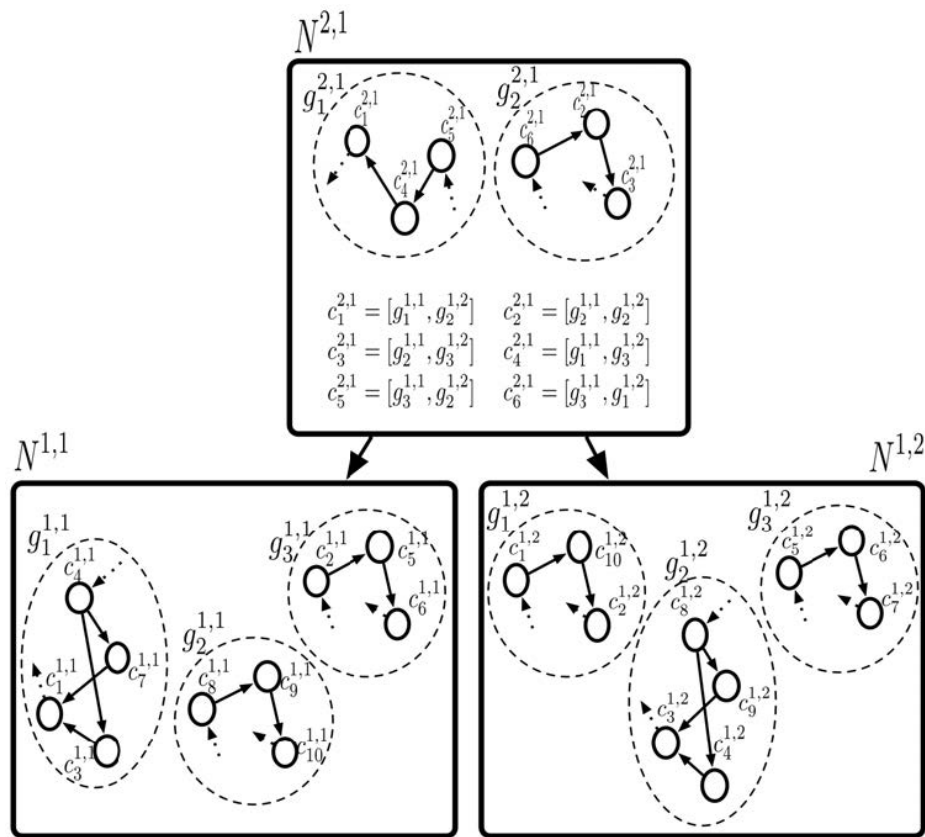 N^{2,1}
g_1^{2,1} g_2^{2,1}
c_1^{2,1} c_5^{2,1} c_4^{2,1}
c_6^{2,1} c_2^{2,1} c_3^{2,1}
c_1^{2,1} = [g_1^{1,1}, g_2^{1,2}] c_2^{2,1} = [g_2^{1,1}, g_2^{1,2}]
c_3^{2,1} = [g_2^{1,1}, g_3^{1,2}] c_4^{2,1} = [g_1^{1,1}, g_3^{1,2}]
c_5^{2,1} = [g_3^{1,1}, g_2^{1,2}] c_6^{2,1} = [g_3^{1,1}, g_1^{1,2}]
N^{1,1}
g_1^{1,1}
c_4^{1,1}
c_7^{1,1}
c_1^{1,1}
c_3^{1,1}
g_2^{1,1}
c_8^{1,1} c_9^{1,1}
c_{10}^{1,1}
g_3^{1,1}
c_2^{1,1} c_5^{1,1}
c_6^{1,1}
N^{1,2}
g_1^{1,2}
c_1^{1,2} c_{10}^{1,2}
c_2^{1,2}
g_2^{1,2}
c_8^{1,2}
c_9^{1,2}
c_3^{1,2}
c_4^{1,2}
g_3^{1,2}
c_5^{1,2} c_6^{1,2}
c_7^{1,2}